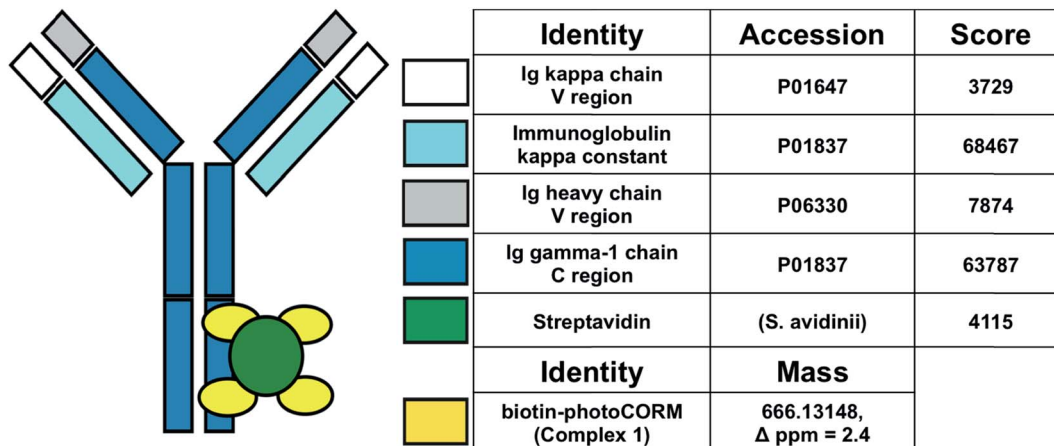 Identity Accession Score
Ig kappa chain
V region
P01647 3729
Immunoglobulin
kappa constant
P01837 68467
Ig heavy chain
V region
P06330 7874
Ig gamma-1 chain
C region
P01837 63787
Streptavidin (S. avidinii) 4115
Identity Mass
biotin-photoCORM
(Complex 1)
666.13148,
Δ ppm = 2.4